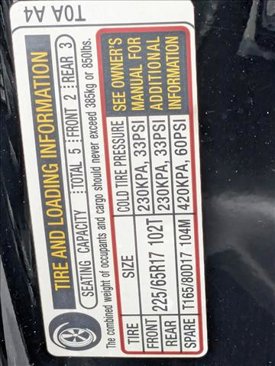 T0A A4
TIRE AND LOADING INFORMATION
SEATING CAPACITY TOTAL 5 FRONT 2 REAR 3
The combined weight of occupants and cargo should never exceed 385kg or 850lbs.
TIRE SIZE COLD TIRE PRESSURE
FRONT 225/65R17 102T 230KPA, 33PSI
REAR 230KPA, 33PSI
SPARE T165/80D17 104M 420KPA, 60PSI
SEE OWNER'S
MANUAL FOR
ADDITIONAL
INFORMATION